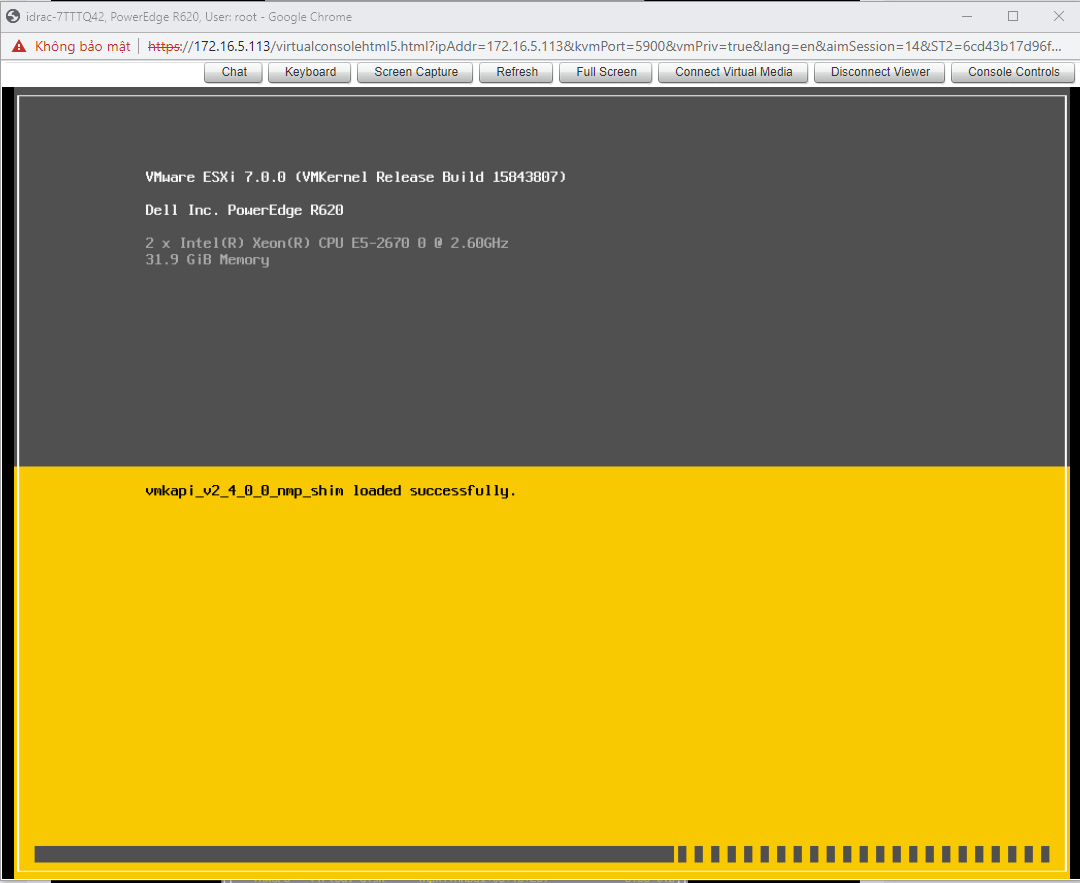 idrac-7TTTQ42, PowerEdge R620, User: root - Google Chrome
Không bảo mật | https://172.16.5.113/virtualconsolehtml5.html?ipAddr=172.16.5.113&kvmPort=5900&vmPriv=true&lang=en&aimSession=14&ST2=6cd43b17d96f...
Chat Keyboard Screen Capture Refresh Full Screen Connect Virtual Media Disconnect Viewer Console Controls
VMware ESXi 7.0.0 (VMKernel Release Build 15843807)
Dell Inc. PowerEdge R620
2 x Intel(R) Xeon(R) CPU E5-2670 0 @ 2.60GHz
31.9 GiB Memory
vmkapi_v2_4_0_0_nmp_shim loaded successfully.